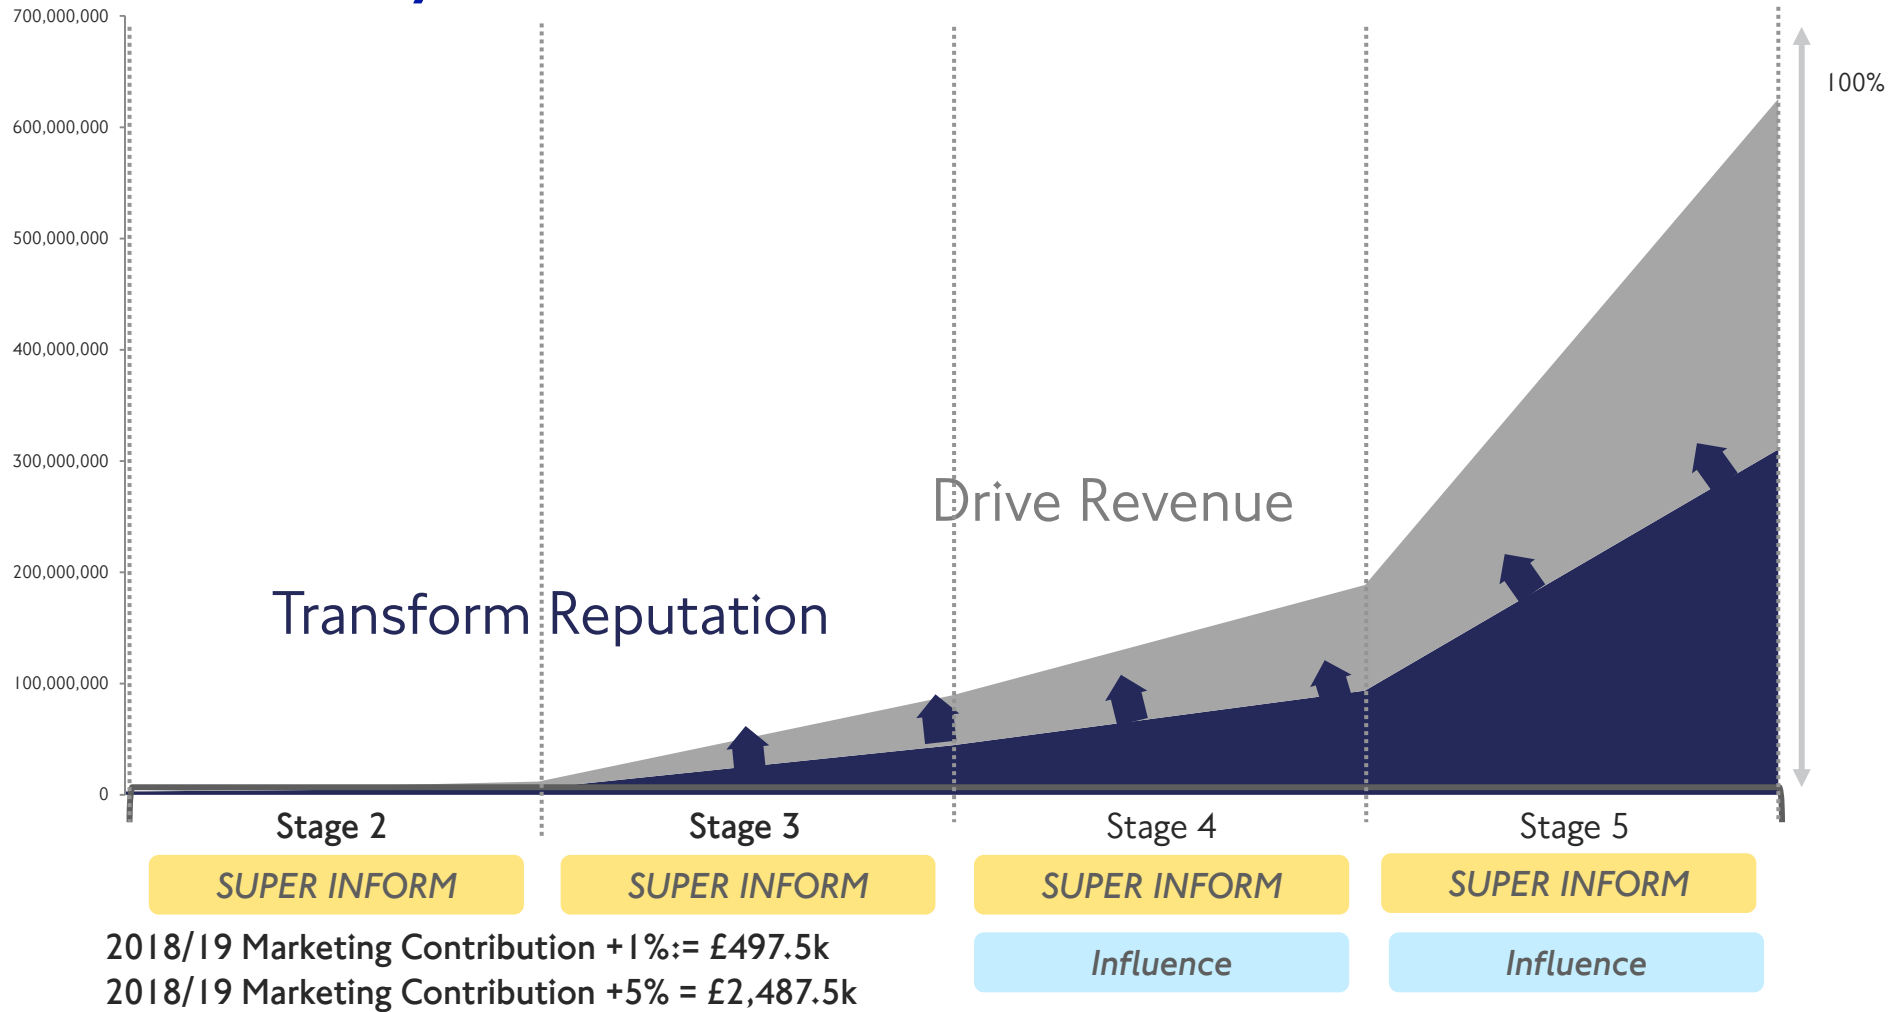 700,000,000
600,000,000
500,000,000
400,000,000
300,000,000
200,000,000
100,000,000
0
100%
Drive Revenue
Transform Reputation
Stage 2
Stage 3
Stage 4
Stage 5
SUPER INFORM
SUPER INFORM
SUPER INFORM
SUPER INFORM
2018/19 Marketing Contribution +1%:= £497.5k
2018/19 Marketing Contribution +5% = £2,487.5k
Influence
Influence